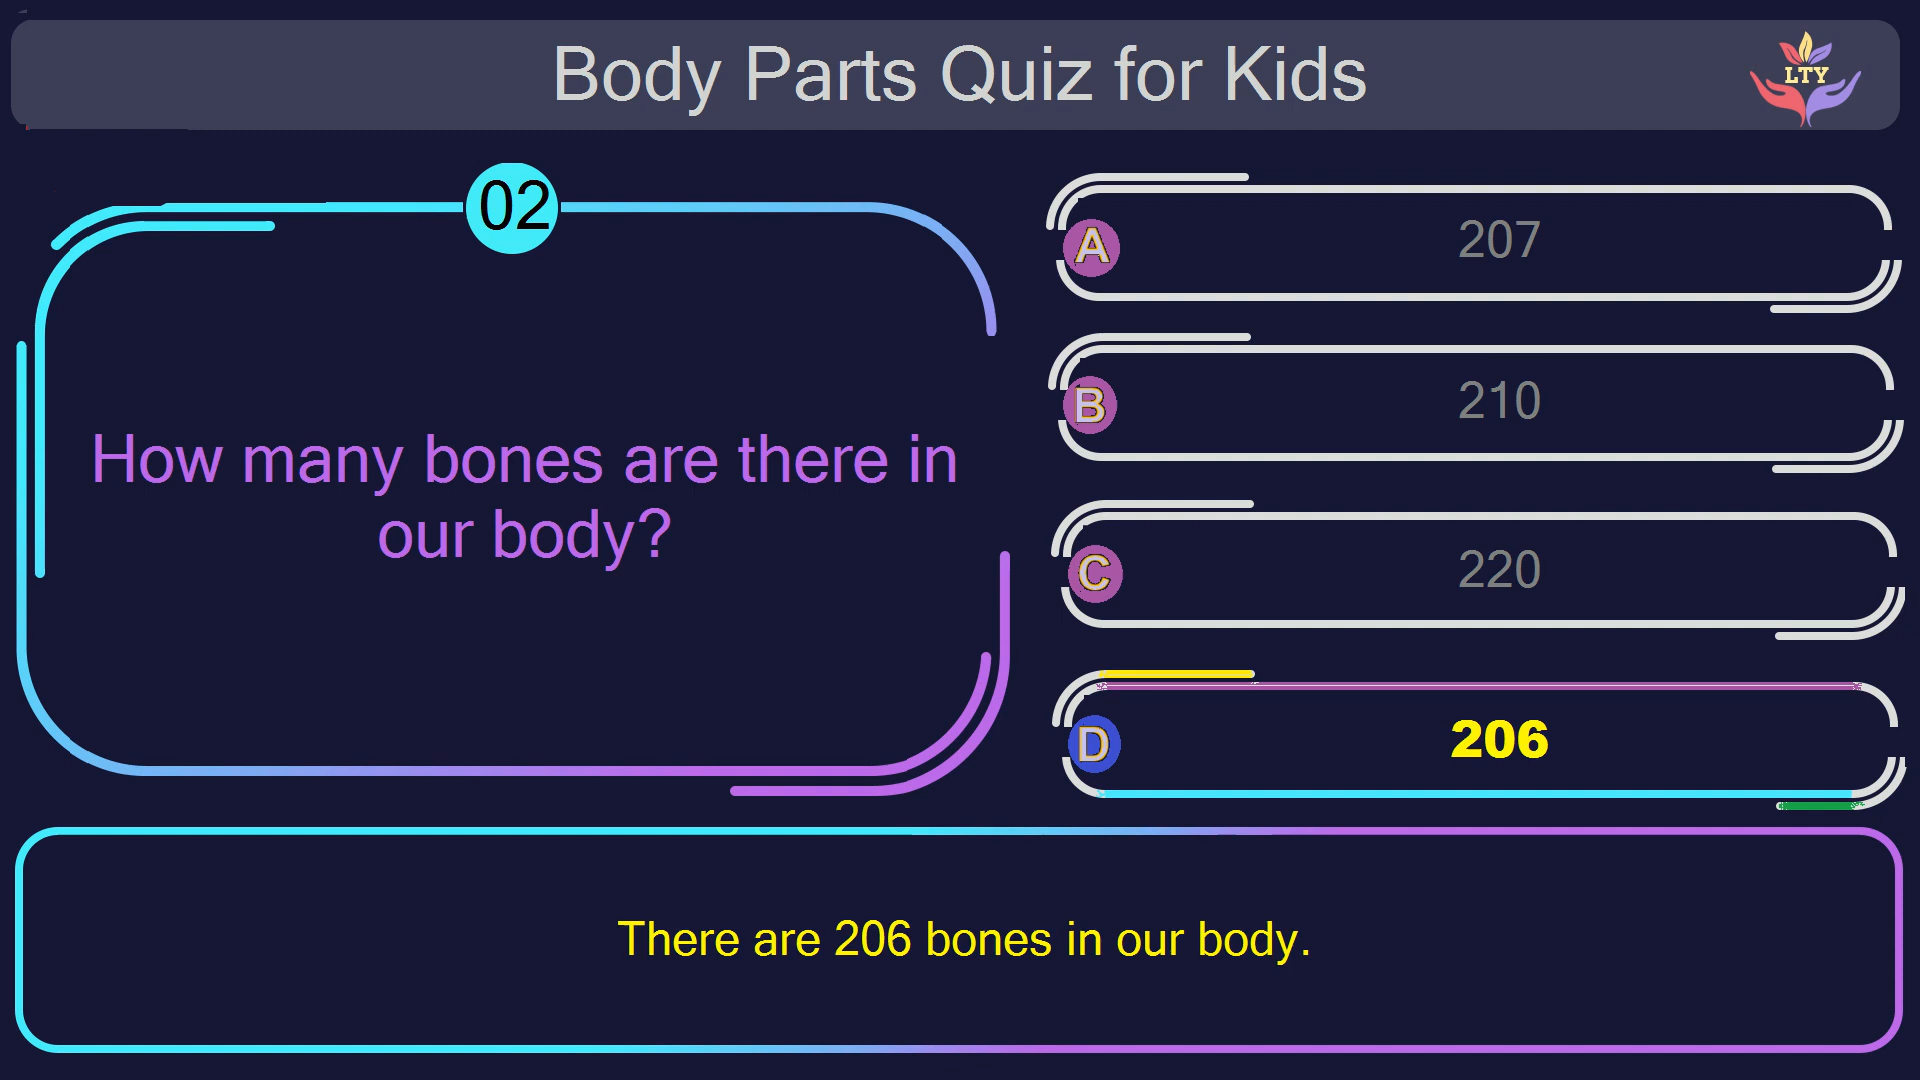 Body Parts Quiz for Kids
LTY
02
How many bones are there in
our body?
A
207
B
210
C
220
D
206
There are 206 bones in our body.